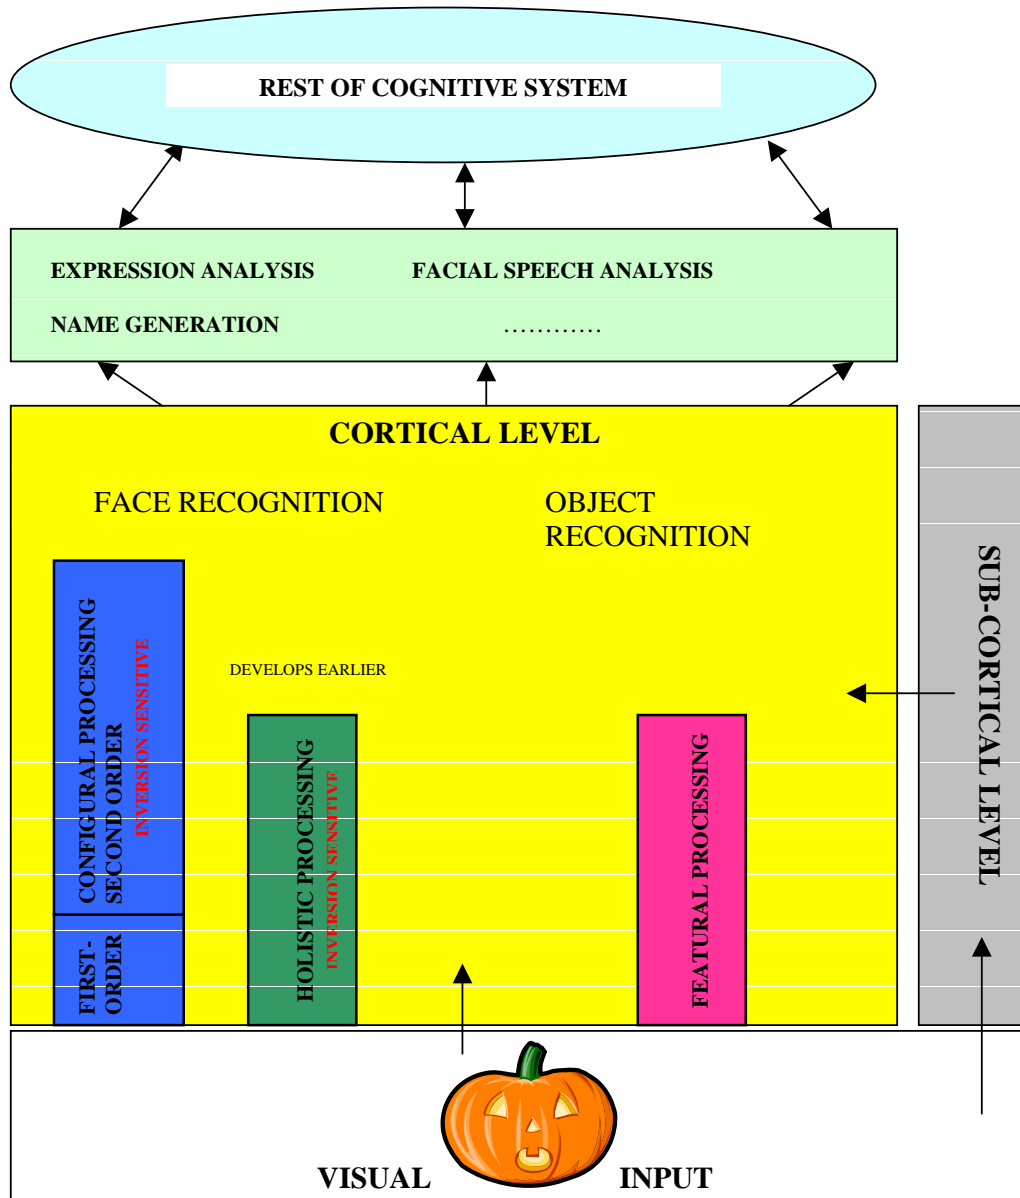 REST OF COGNITIVE SYSTEM
EXPRESSION ANALYSIS FACIAL SPEECH ANALYSIS
NAME GENERATION …………
CORTICAL LEVEL
FACE RECOGNITION
OBJECT
RECOGNITION
CONFIGURAL PROCESSING
SECOND ORDER
INVERSION SENSITIVE
FIRST-
ORDER
DEVELOPS EARLIER
HOLISTIC PROCESSING
INVERSION SENSITIVE
FEATURAL PROCESSING
SUB-CORTICAL LEVEL
VISUAL INPUT